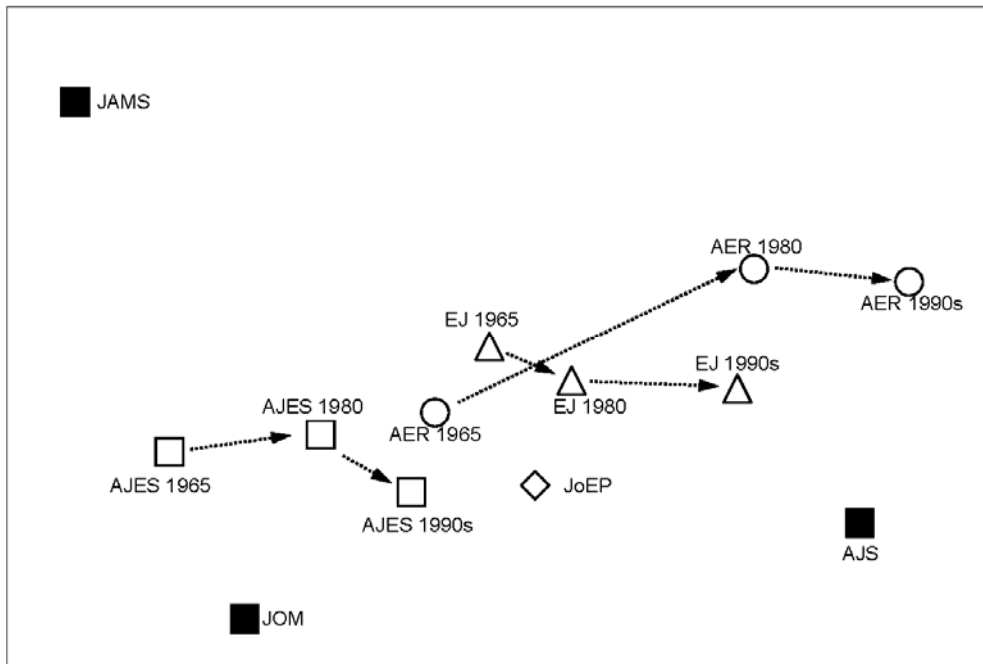 JAMS
AER 1980
AER 1990s
EJ 1965
EJ 1990s
AJES 1980
EJ 1980
AER 1965
AJES 1965
JoEP
AJES 1990s
AJS
JOM